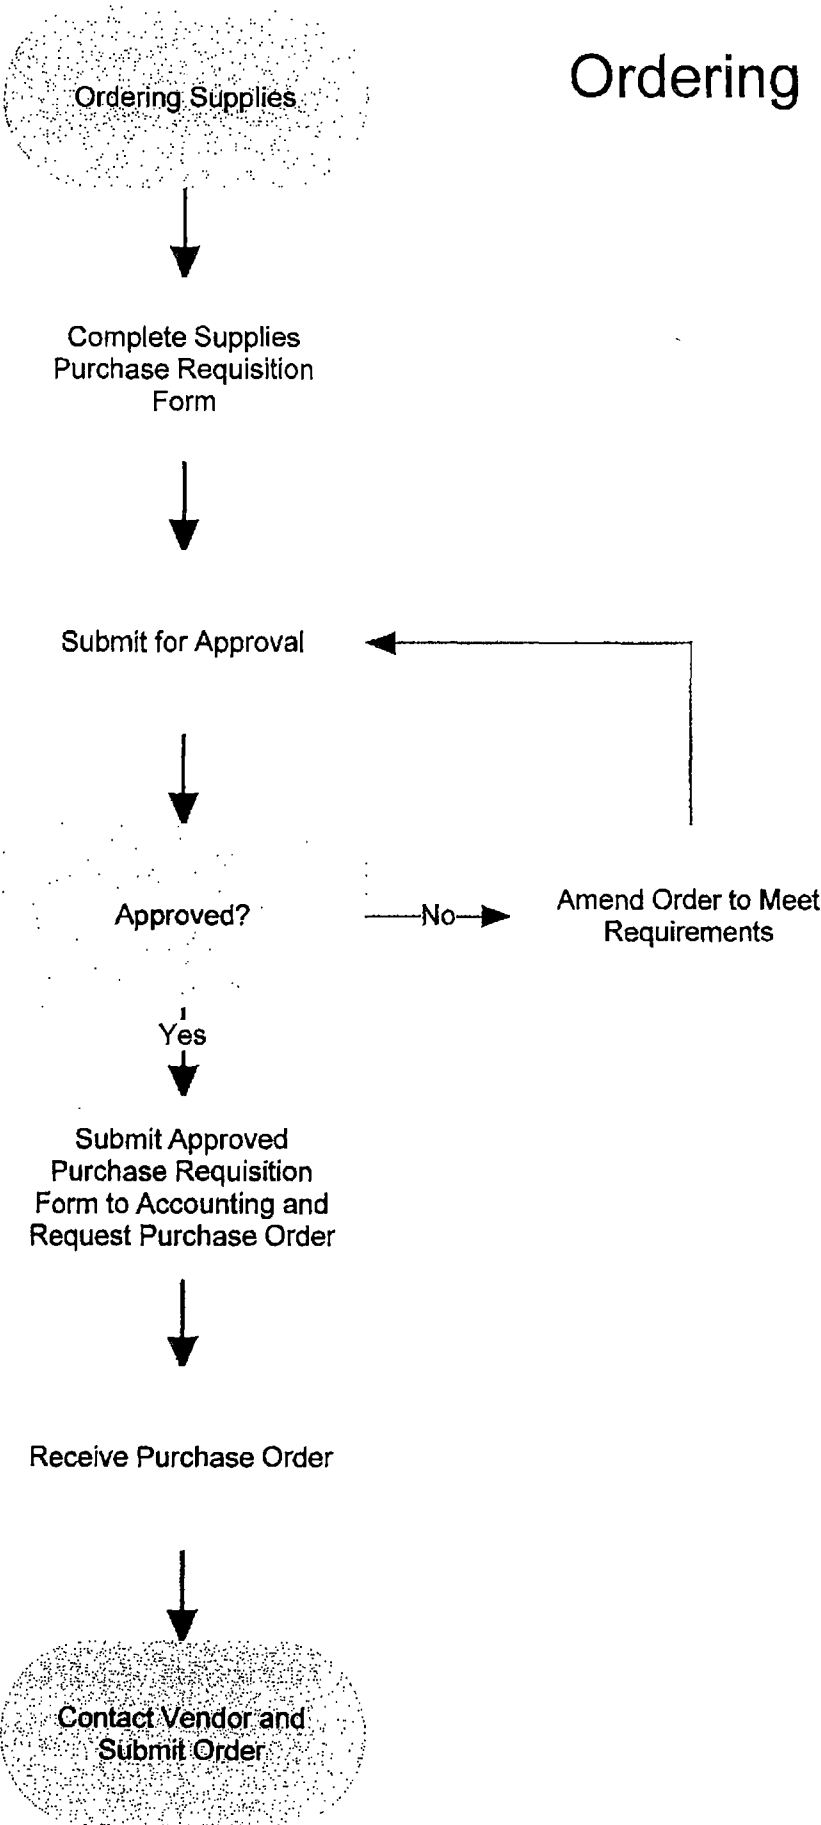 Ordering
Ordering Supplies
Complete Supplies
Purchase Requisition
Form
Submit for Approval
Approved?
No
Amend Order to Meet
Requirements
Yes
Submit Approved
Purchase Requisition
Form to Accounting and
Request Purchase Order
Receive Purchase Order
Contact Vendor and
Submit Order